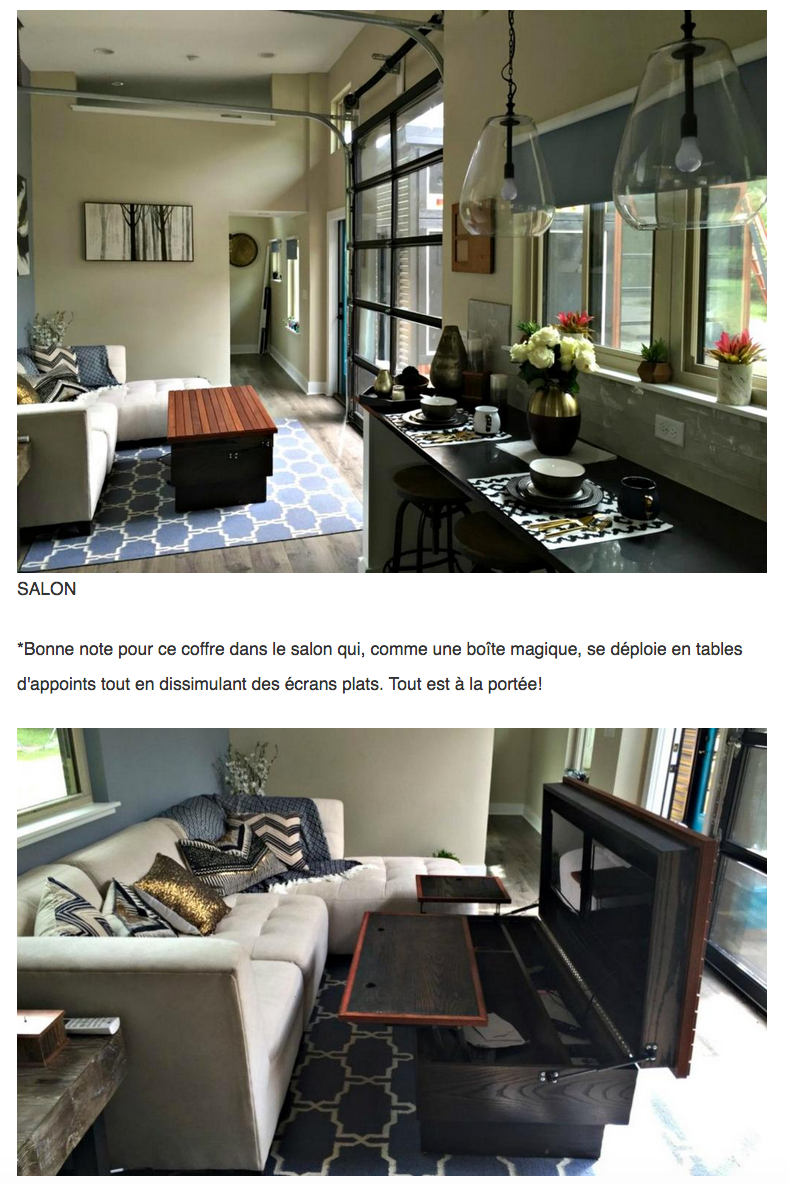 SALON
*Bonne note pour ce coffre dans le salon qui, comme une boîte magique, se déploie en tables
d'appoints tout en dissimulant des écrans plats. Tout est à la portée!